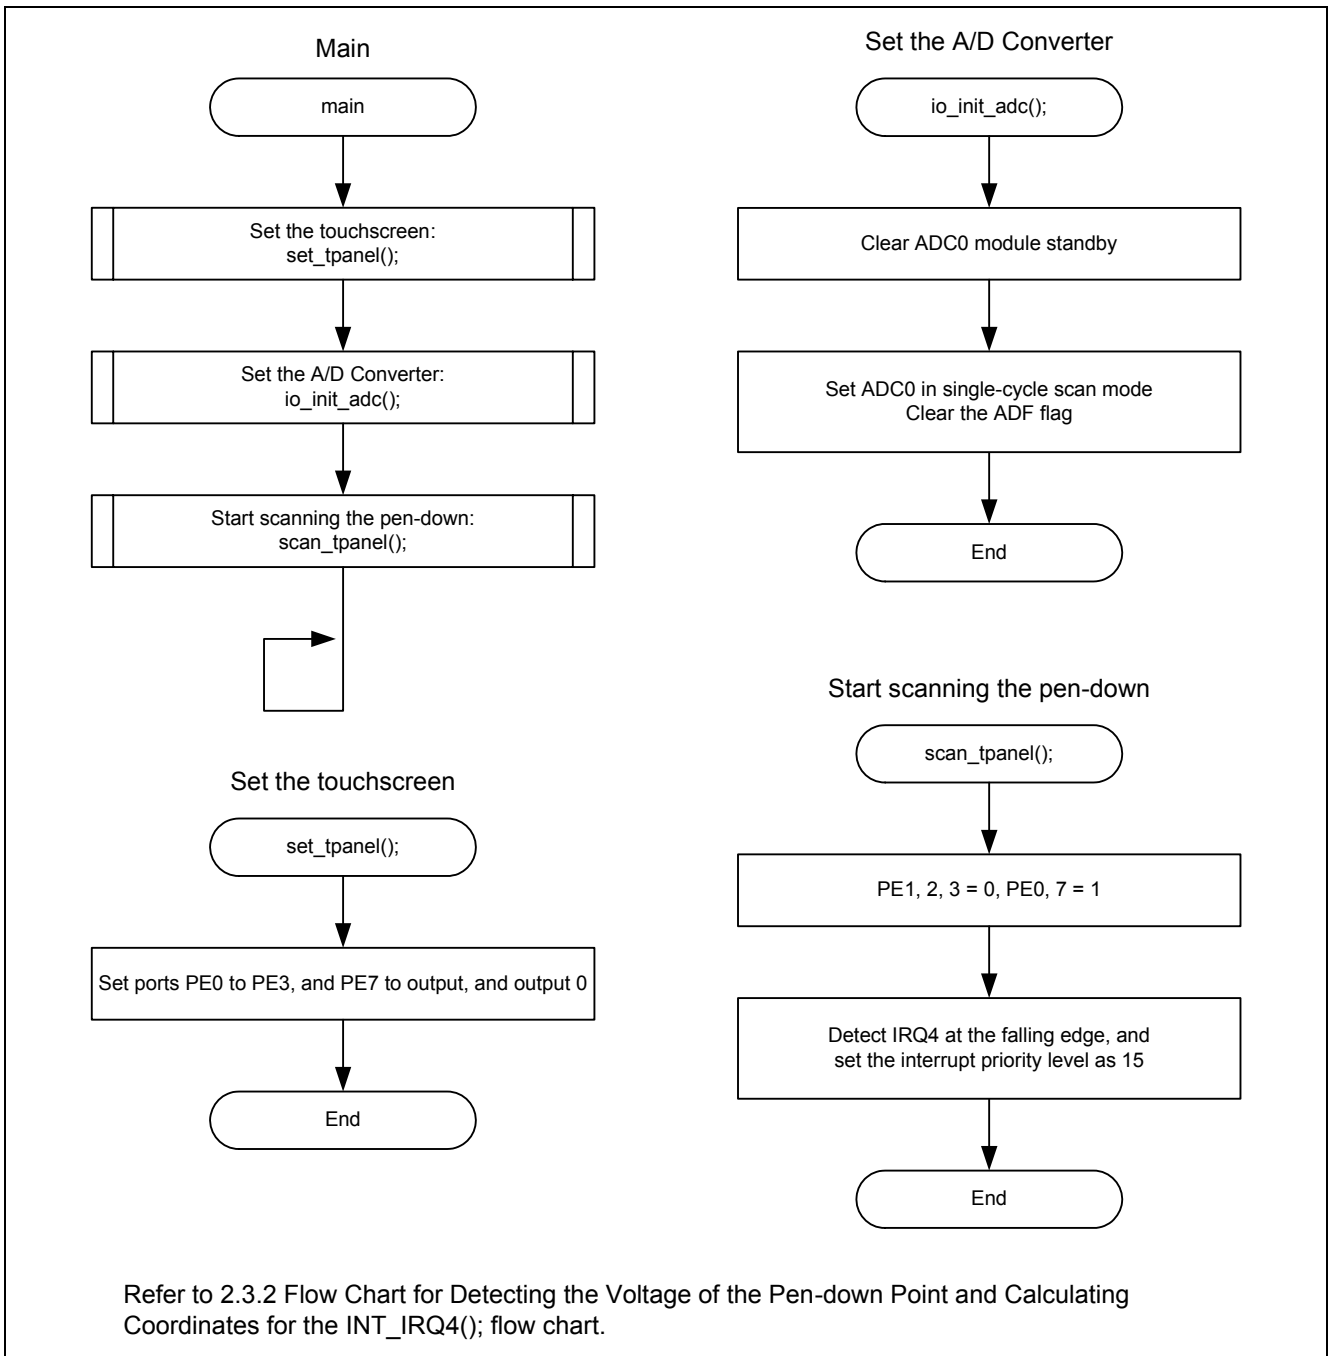 Main
main
Set the touchscreen:
set_tpanel();
Set the A/D Converter:
io_init_adc();
Start scanning the pen-down:
scan_tpanel();
Set the touchscreen
set_tpanel();
Set ports PE0 to PE3, and PE7 to output, and output 0
End
Set the A/D Converter
io_init_adc();
Clear ADC0 module standby
Set ADC0 in single-cycle scan mode
Clear the ADF flag
End
Start scanning the pen-down
scan_tpanel();
PE1, 2, 3 = 0, PE0, 7 = 1
Detect IRQ4 at the falling edge, and
set the interrupt priority level as 15
End
Refer to 2.3.2 Flow Chart for Detecting the Voltage of the Pen-down Point and Calculating
Coordinates for the INT_IRQ4(); flow chart.